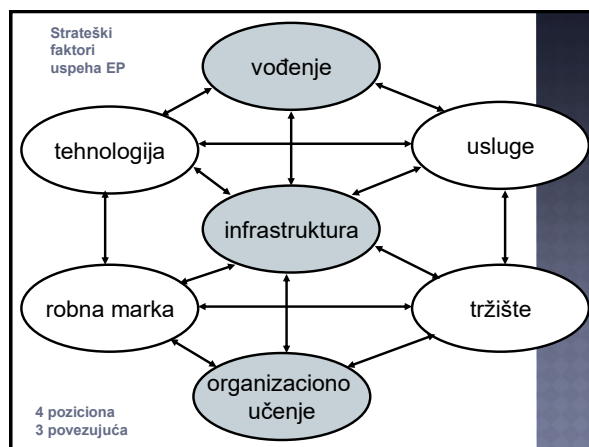 Strateški
faktori
uspeha EP
vođenje
tehnologija
usluge
infrastruktura
robna marka
tržište
organizaciono
učenje
4 poziciona
3 povezujuća